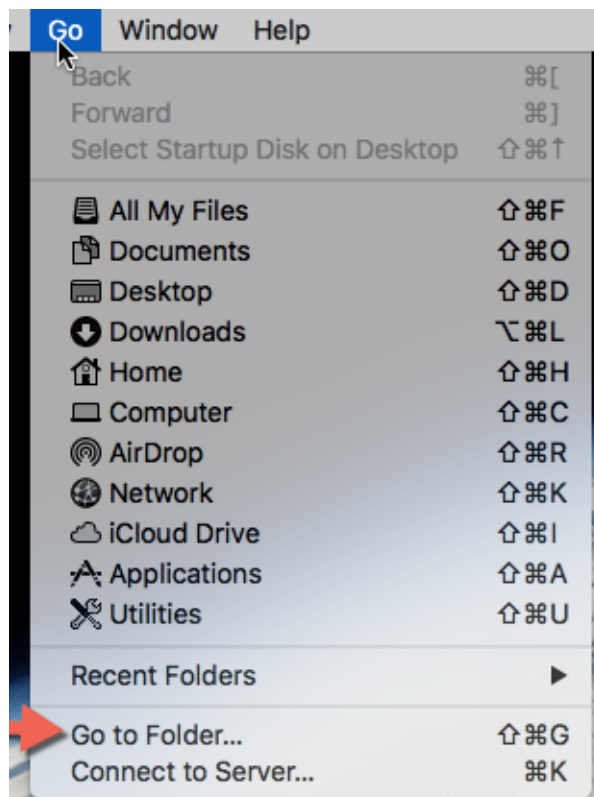 Go Window Help
Back ⌘[
Forward ⌘]
Select Startup Disk on Desktop ⇧⌘↑
All My Files ⇧⌘F
Documents ⇧⌘O
Desktop ⇧⌘D
Downloads ⌥⌘L
Home ⇧⌘H
Computer ⇧⌘C
AirDrop ⇧⌘R
Network ⇧⌘K
iCloud Drive ⇧⌘I
Applications ⇧⌘A
Utilities ⇧⌘U
Recent Folders ▶
Go to Folder... ⇧⌘G
Connect to Server... ⌘K